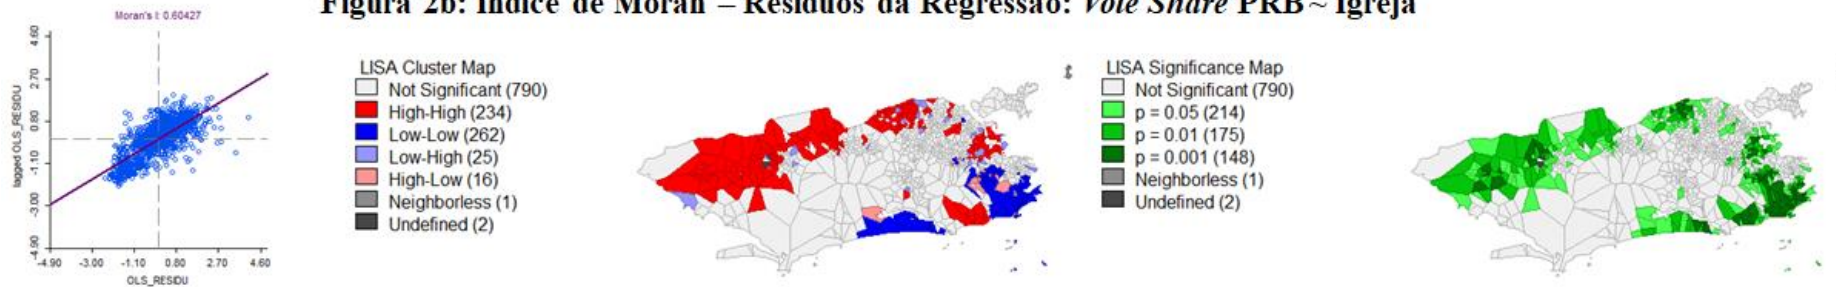 Figura 2b: Índice de Moran – Resíduos da Regressão: Vote Share PRB ~ Igreja
Moran's I: 0.60427
4.60
2.70
0.80
-1.10
-3.00
-4.90
lagged OLS_RESIDU
-4.90 -3.00 -1.10 0.80 2.70 4.60
OLS_RESIDU
LISA Cluster Map
Not Significant (790)
High-High (234)
Low-Low (262)
Low-High (25)
High-Low (16)
Neighborless (1)
Undefined (2)
LISA Significance Map
Not Significant (790)
p = 0.05 (214)
p = 0.01 (175)
p = 0.001 (148)
Neighborless (1)
Undefined (2)